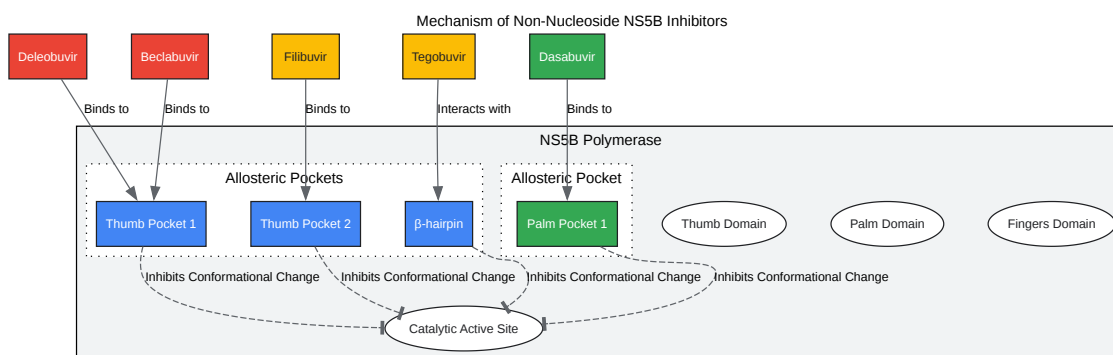 Mechanism of Non-Nucleoside NS5B Inhibitors
Deleobuvir
Beclabuvir
Filibuvir
Tegobuvir
Dasabuvir
Binds to
Binds to
Binds to
Interacts with
Binds to
NS5B Polymerase
Allosteric Pockets
Allosteric Pocket
Thumb Pocket 1
Thumb Pocket 2
β-hairpin
Palm Pocket 1
Thumb Domain
Palm Domain
Fingers Domain
Inhibits Conformational Change
Inhibits Conformational Change
Inhibits Conformational Change
Inhibits Conformational Change
Catalytic Active Site